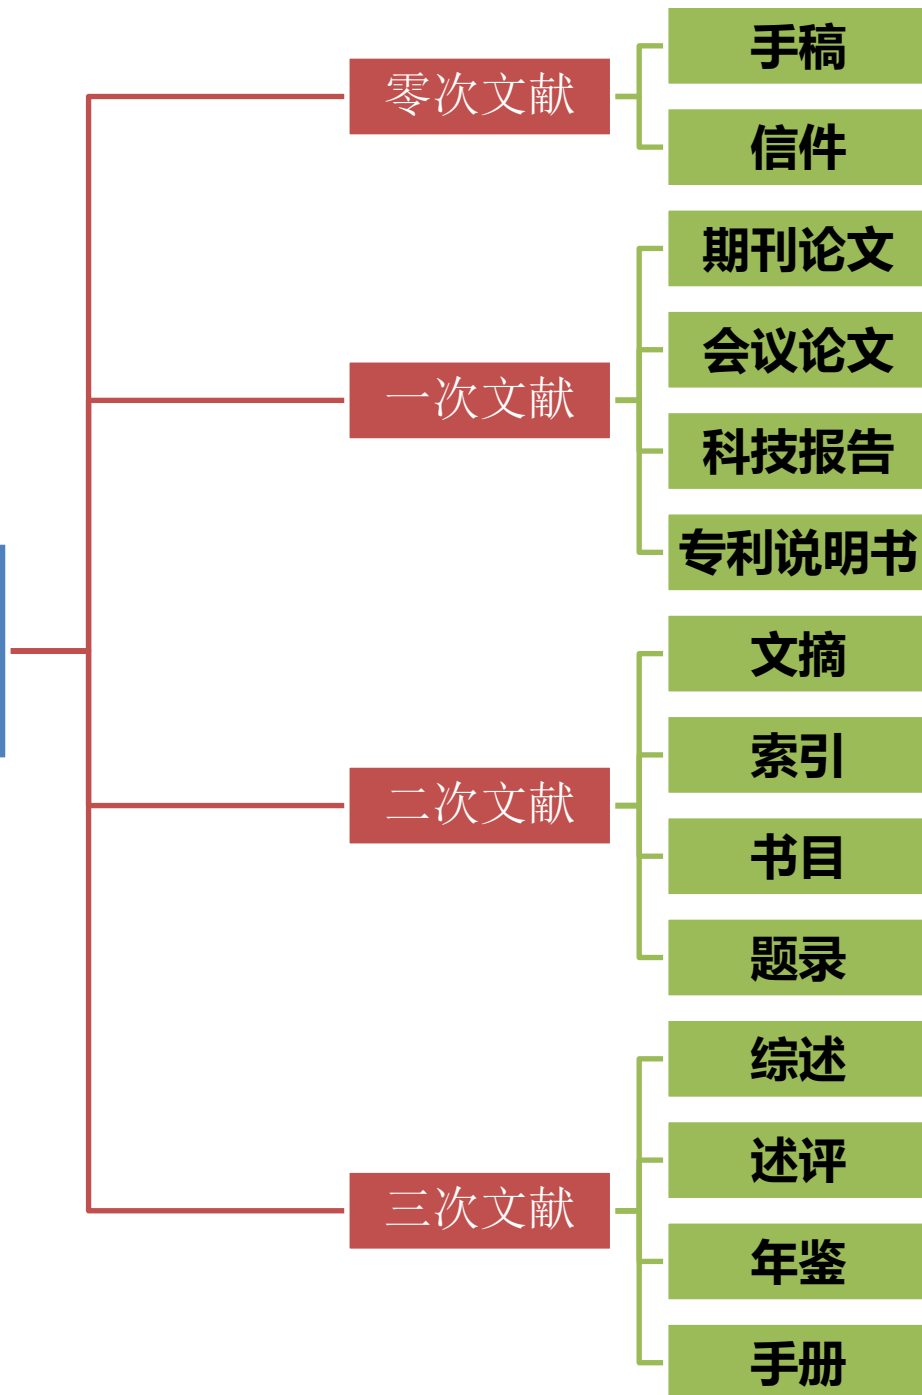 零次文献
手稿
信件
一次文献
期刊论文
会议论文
科技报告
专利说明书
二次文献
文摘
索引
书目
题录
三次文献
综述
述评
年鉴
手册